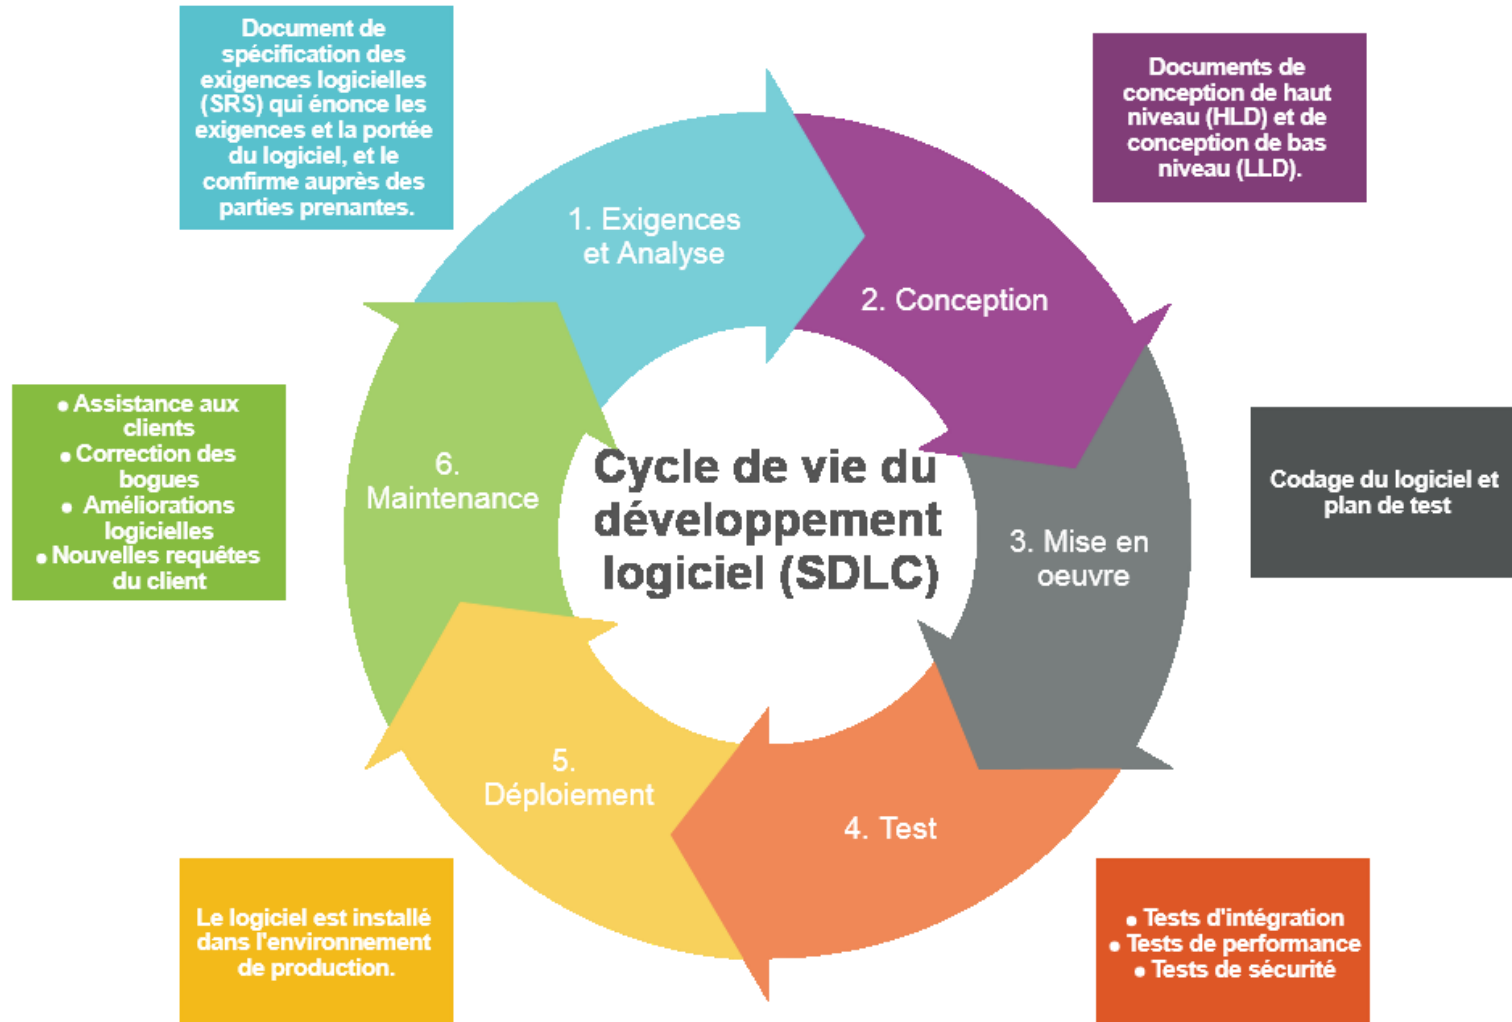 Document de
spécification des
exigences logicielles
(SRS) qui énonce les
exigences et la portée
du logiciel, et le
confirme auprès des
parties prenantes.
Documents de
conception de haut
niveau (HLD) et de
conception de bas
niveau (LLD).
1. Exigences
et Analyse
2. Conception
● Assistance aux
clients
● Correction des
bogues
● Améliorations
logicielles
● Nouvelles requêtes
du client
6.
Maintenance
Cycle de vie du
développement
logiciel (SDLC)
3. Mise en
oeuvre
Codage du logiciel et
plan de test
5.
Déploiement
4. Test
Le logiciel est installé
dans l'environnement
de production.
● Tests d'intégration
● Tests de performance
● Tests de sécurité